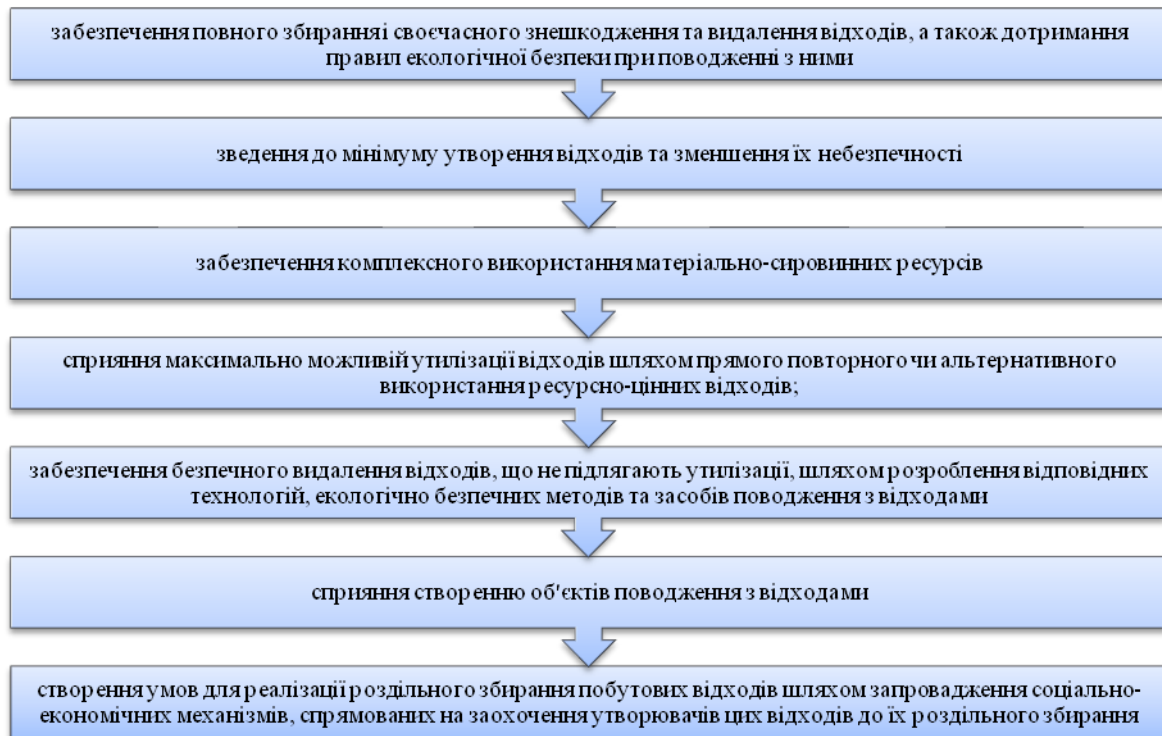 забезпечення повного збирання і своєчасного знешкодження та видалення відходів, а також дотримання
правил екологічної безпеки при поводженні з ними
зведення до мінімуму утворення відходів та зменшення їх небезпечності
забезпечення комплексного використання матеріально-сировинних ресурсів
сприяння максимально можливій утилізації відходів шляхом прямого повторного чи альтернативного
використання ресурсно-цінних відходів;
забезпечення безпечного видалення відходів, що не підлягають утилізації, шляхом розроблення відповідних
технологій, екологічно безпечних методів та засобів поводження з відходами
сприяння створенню об'єктів поводження з відходами
створення умов для реалізації роздільного збирання побутових відходів шляхом запровадження соціально-
економічних механізмів, спрямованих на заохочення утворювачів цих відходів до їх роздільного збирання